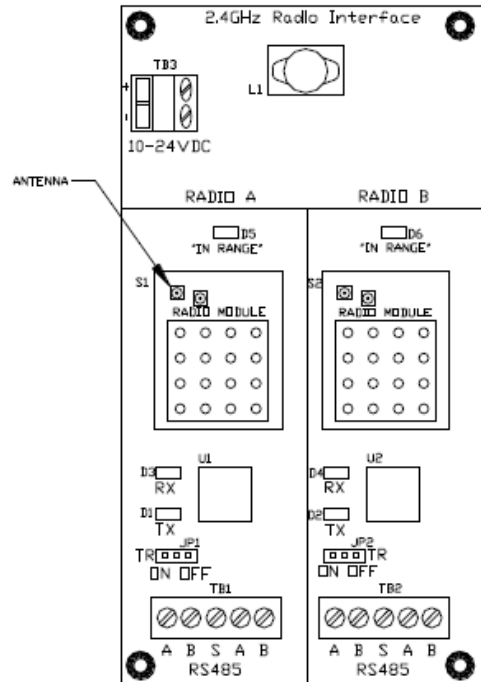 2.4GHz Radio Interface
TB3
L1
+
-
10-24VDC
ANTENNA
RADIO A
RADIO B
D5
"IN RANGE"
D6
"IN RANGE"
S1
S2
RADIO MODULE
RADIO MODULE
U1
U2
D3
RX
D4
RX
D1
TX
D2
TX
JP1
TR
ON OFF
JP2
TR
ON OFF
TB1
TB2
A B S A B
A B S A B
RS485
RS485